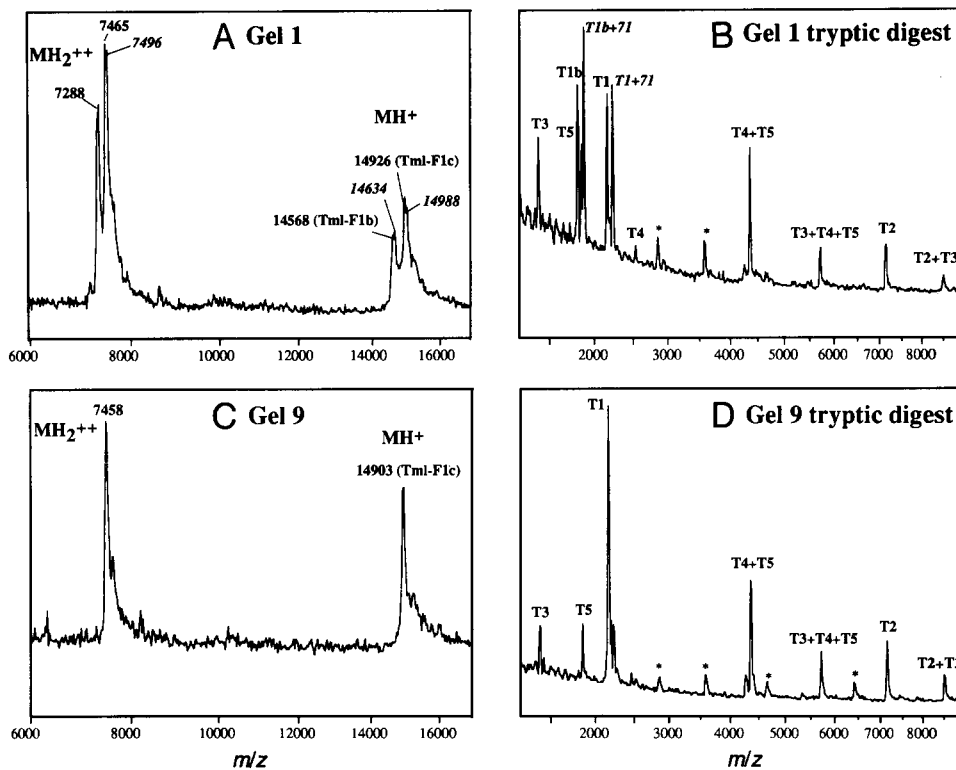 A Gel 1
7465
7496
MH2++
7288
MH+
14926 (Tml-F1c)
14634
14988
14568 (Tml-F1b)
6000 8000 10000 12000 14000 16000
B Gel 1 tryptic digest
T1b+71
T1b
T1
T1+71
T3
T5
T4+T5
T4
*
*
T3+T4+T5
T2
T2+T3
2000 3000 4000 5000 6000 7000 8000
C Gel 9
7458
MH2++
MH+
14903 (Tml-F1c)
6000 8000 10000 12000 14000 16000
m/z
D Gel 9 tryptic digest
T1
T4+T5
T3
T5
*
*
*
T3+T4+T5
*
T2
2000 3000 4000 5000 6000 7000 8000
m/z